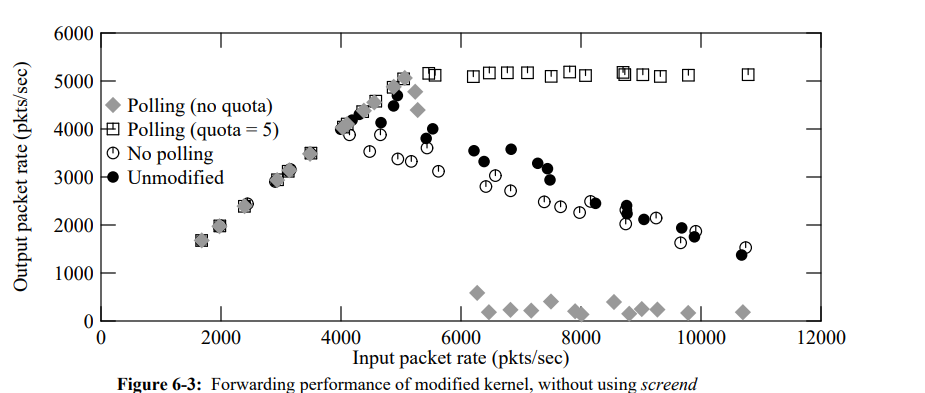 6000
5000
4000
3000
2000
1000
0
Output packet rate (pkts/sec)
Polling (no quota)
Polling (quota = 5)
No polling
Unmodified
0 2000 4000 6000 8000 10000 12000
Input packet rate (pkts/sec)
Figure 6-3: Forwarding performance of modified kernel, without using screend